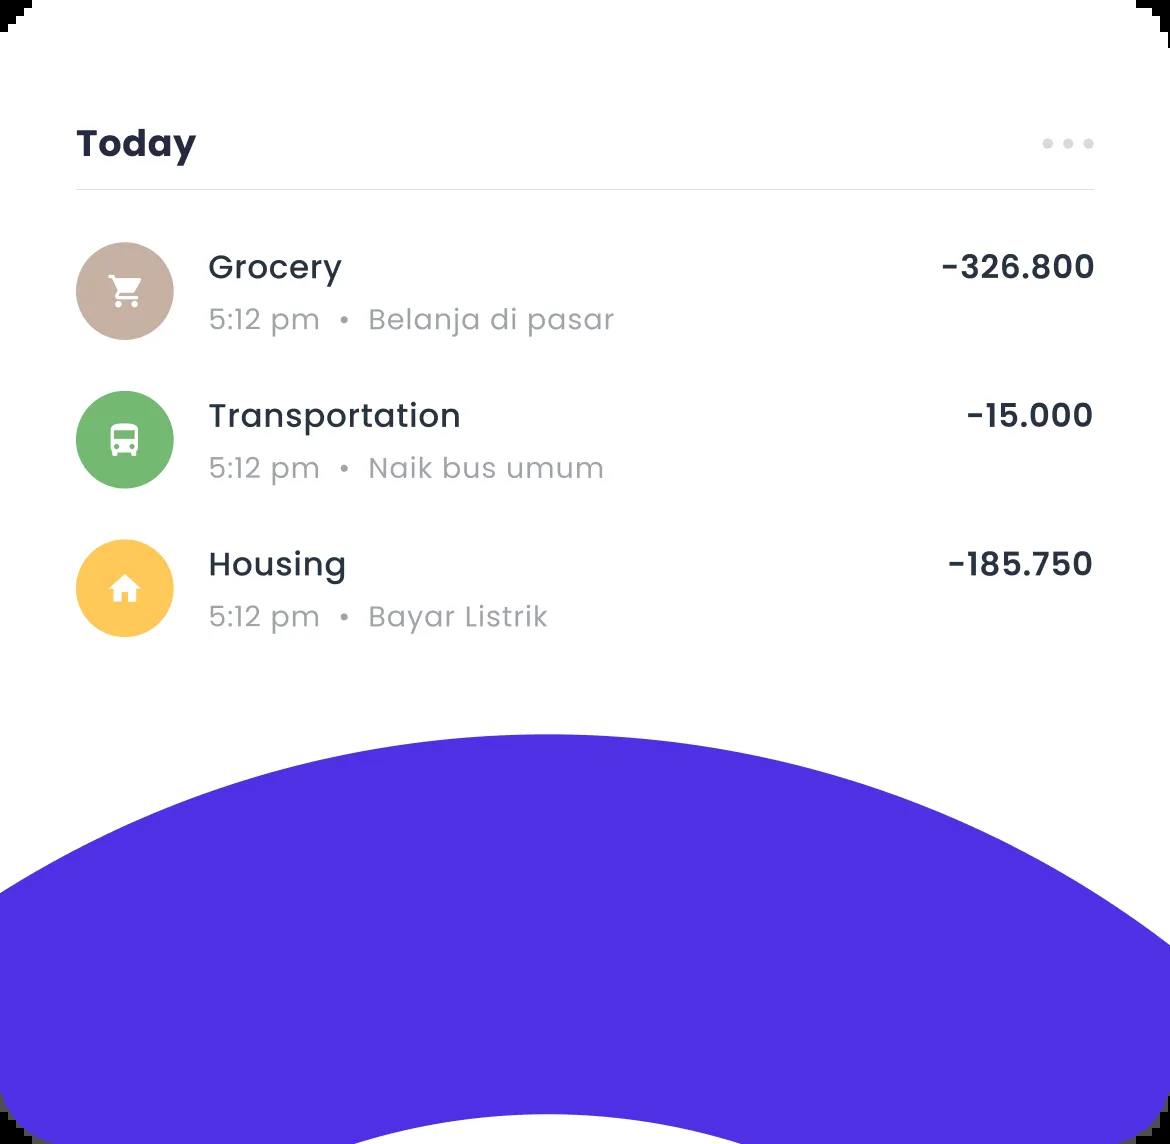 Today
Grocery -326.800
5:12 pm • Belanja di pasar
Transportation -15.000
5:12 pm • Naik bus umum
Housing -185.750
5:12 pm • Bayar Listrik